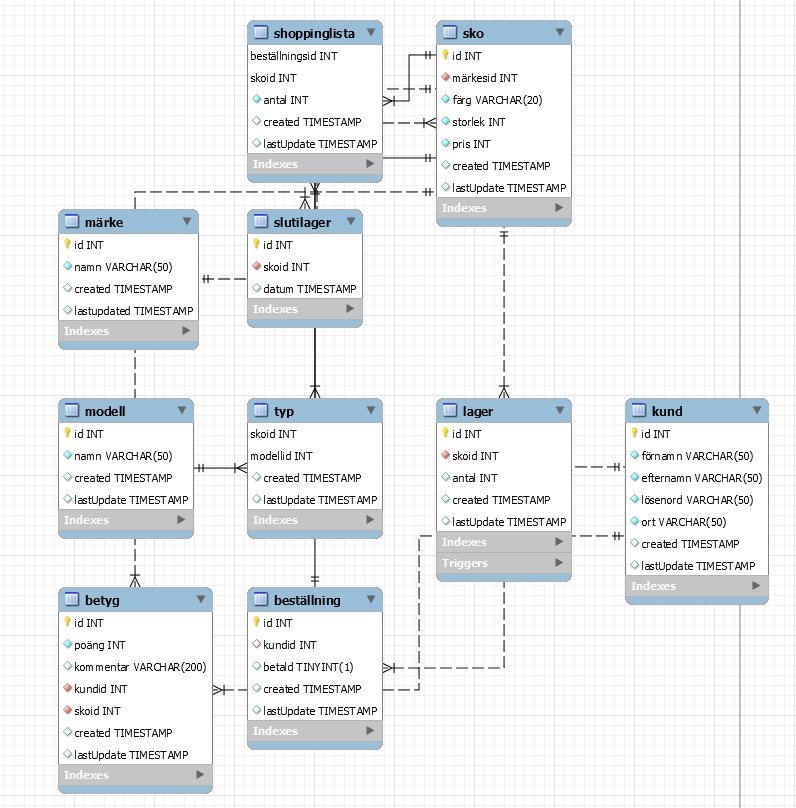 shoppinglista
beställningsid INT
skoid INT
antal INT
created TIMESTAMP
lastUpdate TIMESTAMP
Indexes
sko
id INT
märkesid INT
färg VARCHAR(20)
storlek INT
pris INT
created TIMESTAMP
lastUpdate TIMESTAMP
Indexes
märke
id INT
namn VARCHAR(50)
created TIMESTAMP
lastupdated TIMESTAMP
Indexes
slutilager
id INT
skoid INT
datum TIMESTAMP
Indexes
modell
id INT
namn VARCHAR(50)
created TIMESTAMP
lastUpdate TIMESTAMP
Indexes
typ
skoid INT
modellid INT
created TIMESTAMP
lastUpdate TIMESTAMP
Indexes
lager
id INT
skoid INT
antal INT
created TIMESTAMP
lastUpdate TIMESTAMP
Indexes
Triggers
kund
id INT
förnamn VARCHAR(50)
efternamn VARCHAR(50)
lösenord VARCHAR(50)
ort VARCHAR(50)
created TIMESTAMP
lastUpdate TIMESTAMP
Indexes
betyg
id INT
poäng INT
kommentar VARCHAR(200)
kundid INT
skoid INT
created TIMESTAMP
lastUpdate TIMESTAMP
Indexes
beställning
id INT
kundid INT
betald TINYINT(1)
created TIMESTAMP
lastUpdate TIMESTAMP
Indexes